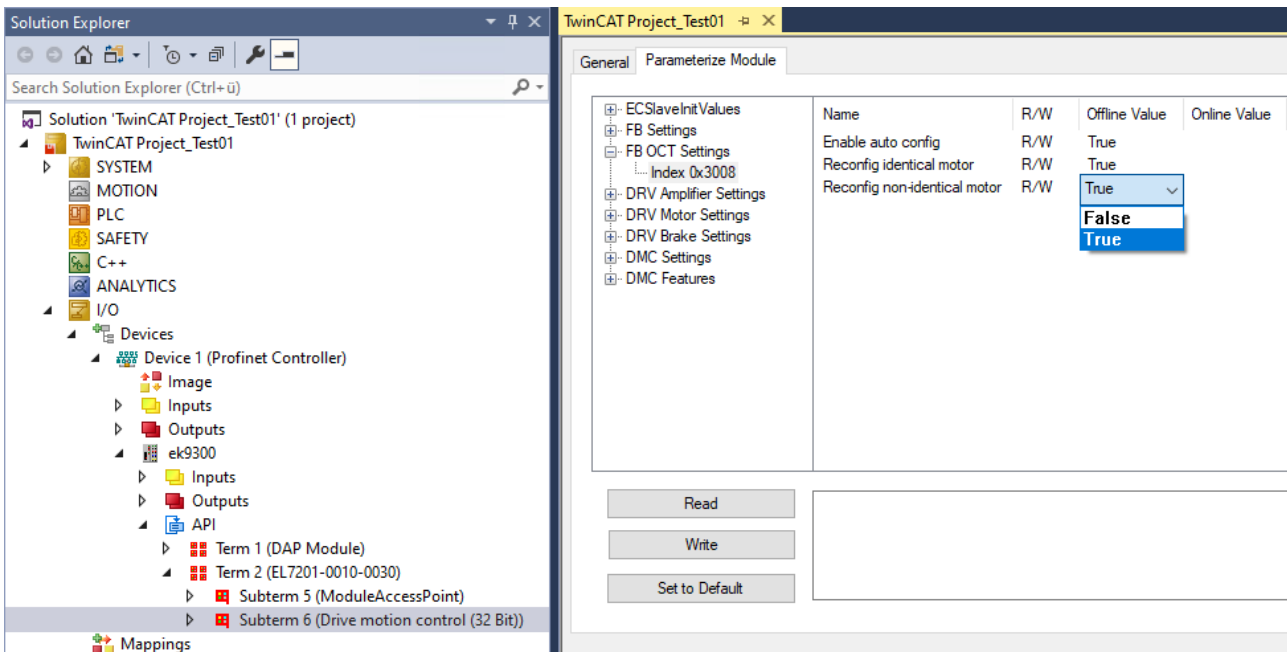 Solution Explorer
Search Solution Explorer (Ctrl+ü)
Solution 'TwinCAT Project_Test01' (1 project)
TwinCAT Project_Test01
SYSTEM
MOTION
PLC
SAFETY
C++
ANALYTICS
I/O
Devices
Device 1 (Profinet Controller)
Image
Inputs
Outputs
ek9300
Inputs
Outputs
API
Term 1 (DAP Module)
Term 2 (EL7201-0010-0030)
Subterm 5 (ModuleAccessPoint)
Subterm 6 (Drive motion control (32 Bit))
Mappings
TwinCAT Project_Test01
General Parameterize Module
ECSlaveInitValues
FB Settings
FB OCT Settings
Index 0x3008
DRV Amplifier Settings
DRV Motor Settings
DRV Brake Settings
DMC Settings
DMC Features
Name R/W Offline Value Online Value
Enable auto config R/W True
Reconfig identical motor R/W True
Reconfig non-identical motor R/W True
False
True
Read
Write
Set to Default